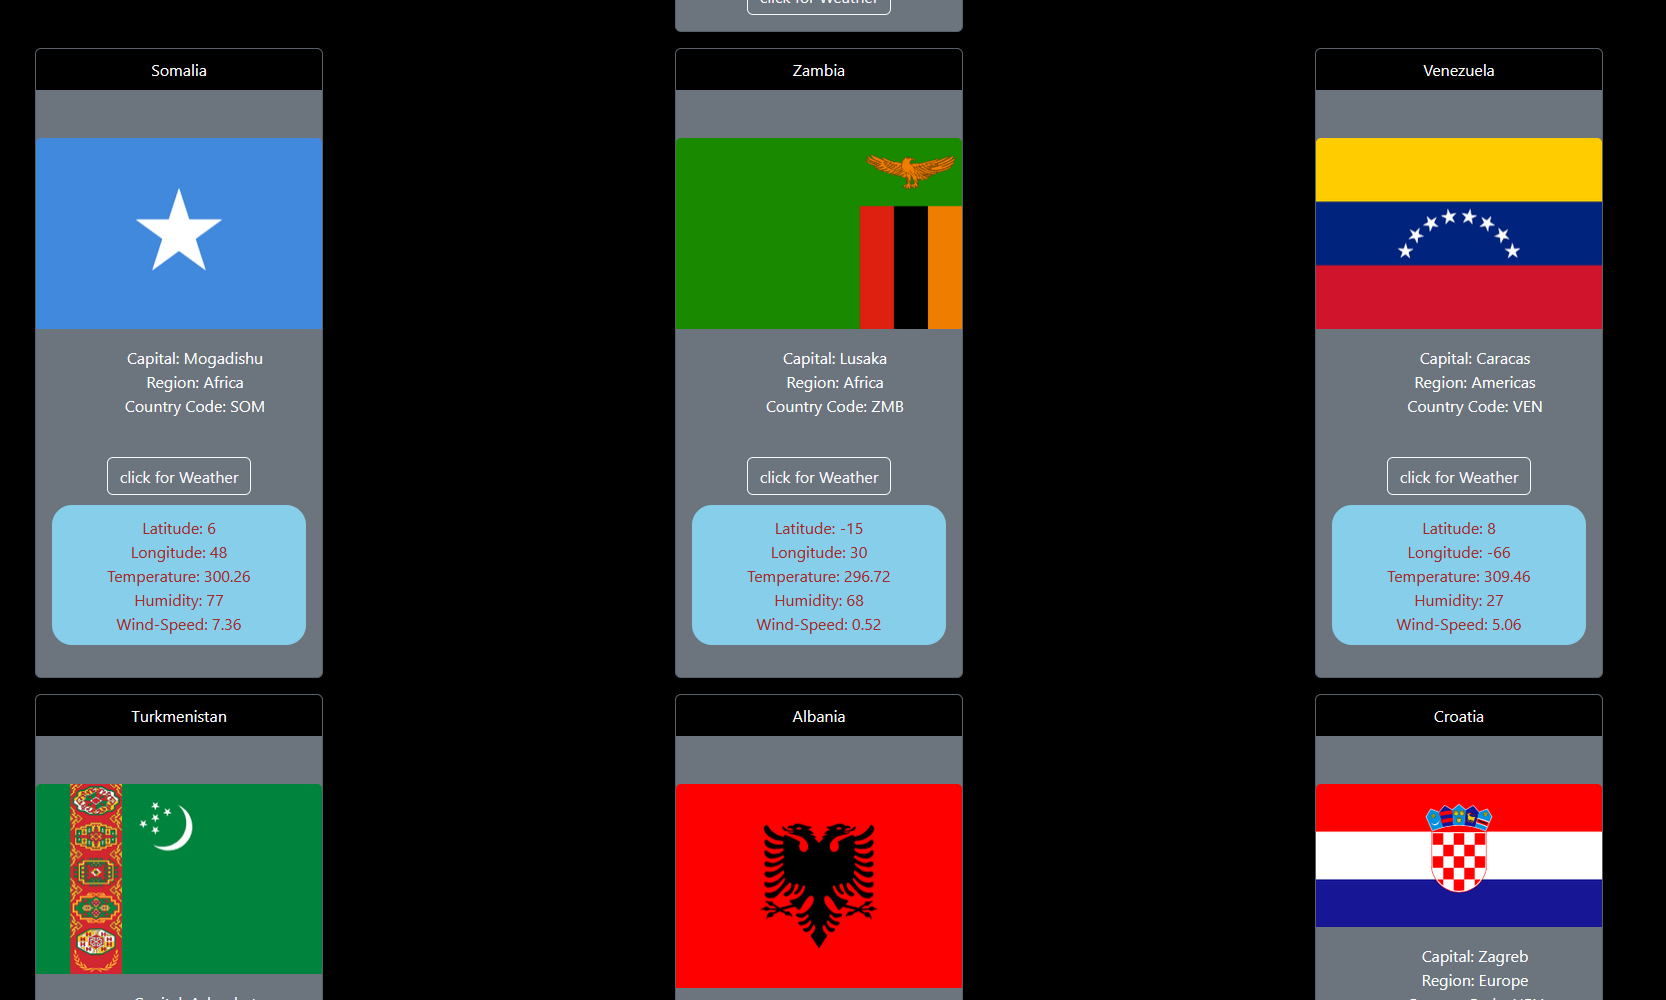 click for Weather
Somalia
Capital: Mogadishu
Region: Africa
Country Code: SOM
click for Weather
Latitude: 6
Longitude: 48
Temperature: 300.26
Humidity: 77
Wind-Speed: 7.36
Zambia
Capital: Lusaka
Region: Africa
Country Code: ZMB
click for Weather
Latitude: -15
Longitude: 30
Temperature: 296.72
Humidity: 68
Wind-Speed: 0.52
Venezuela
Capital: Caracas
Region: Americas
Country Code: VEN
click for Weather
Latitude: 8
Longitude: -66
Temperature: 309.46
Humidity: 27
Wind-Speed: 5.06
Turkmenistan
Albania
Croatia
Capital: Zagreb
Region: Europe